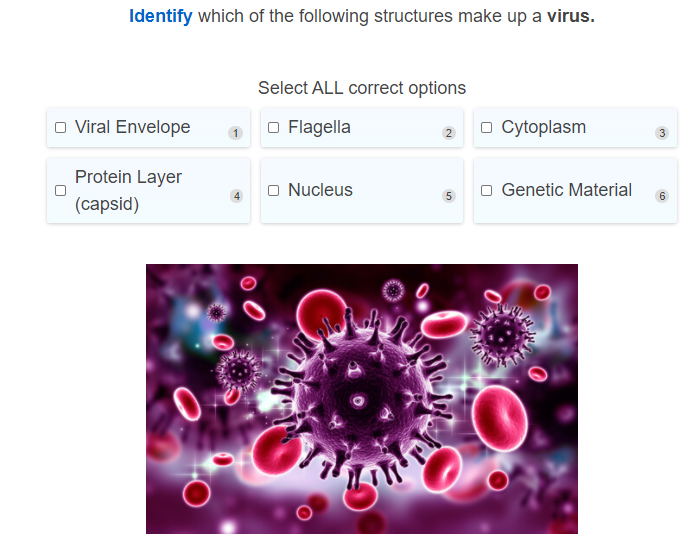 Identify which of the following structures make up a virus.
Select ALL correct options
Viral Envelope 1
Flagella 2
Cytoplasm 3
Protein Layer
(capsid) 4
Nucleus 5
Genetic Material 6